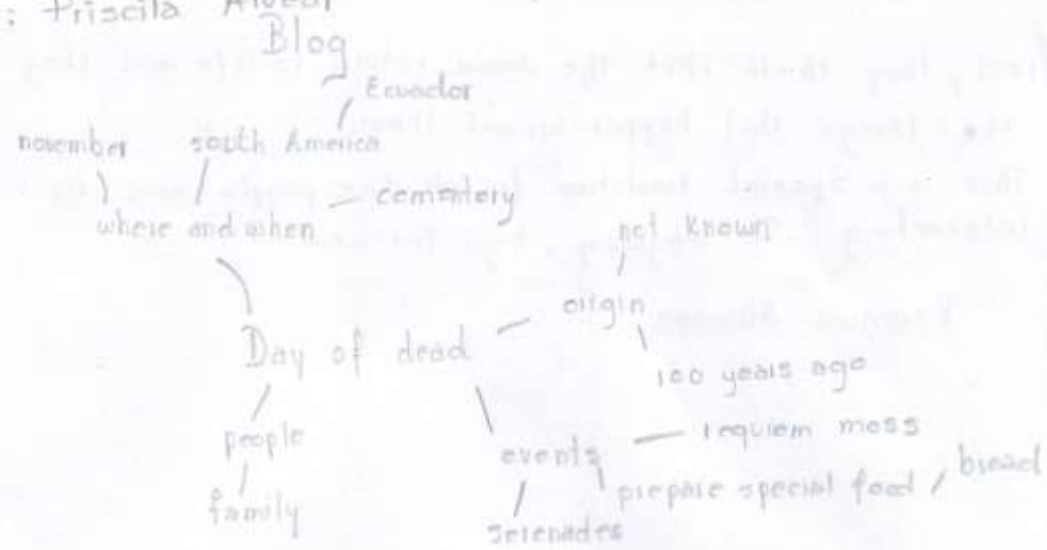 : Priscila
Blog
Ecuador
november south America
cementery
where and when
not known
origin
Day of dead
100 years ago
people
requiem mass
events
bread
prepare special food
family
serenades